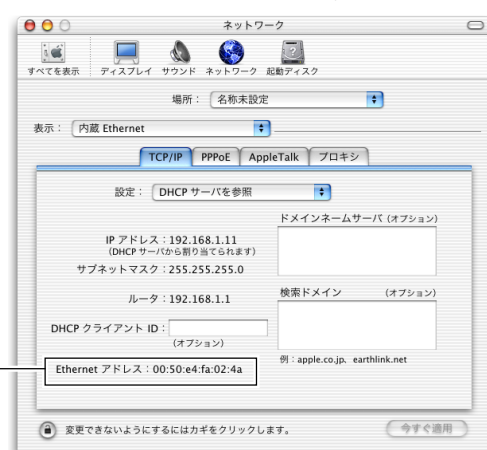 ネットワーク
すべてを表示 ディスプレイ サウンド ネットワーク 起動ディスク
場所： 名称未設定
表示： 内蔵 Ethernet
TCP/IP PPPoE AppleTalk プロキシ
設定： DHCP サーバを参照
ドメインネームサーバ (オプション)
IP アドレス：192.168.1.11
(DHCP サーバから割り当てられます)
サブネットマスク：255.255.255.0
ルータ：192.168.1.1
検索ドメイン (オプション)
DHCP クライアント ID：
(オプション)
例：apple.co.jp、earthlink.net
Ethernet アドレス：00:50:e4:fa:02:4a
変更できないようにするにはカギをクリックします。
今すぐ適用